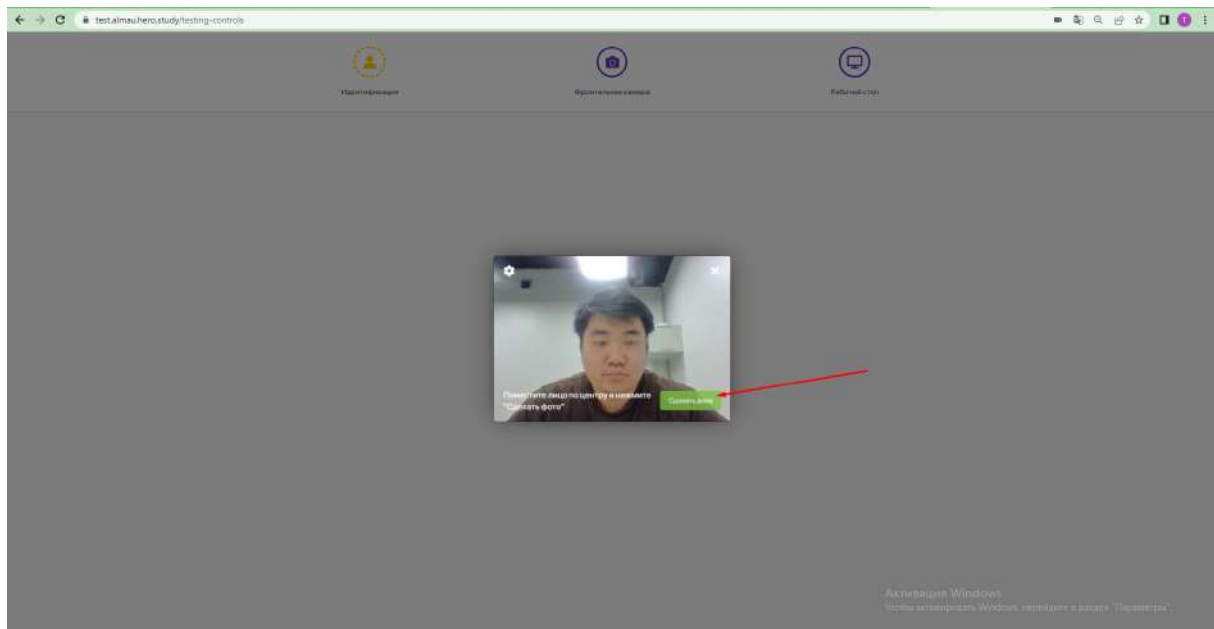 test.almau.hero.study/testing-controls
T
Идентификация
Фронтальная камера
Рабочий стол
Поместите лицо по центру и нажмите
"Сделать фото"
Сделать фото
Активация Windows
Чтобы активировать Windows, перейдите в раздел "Параметры".